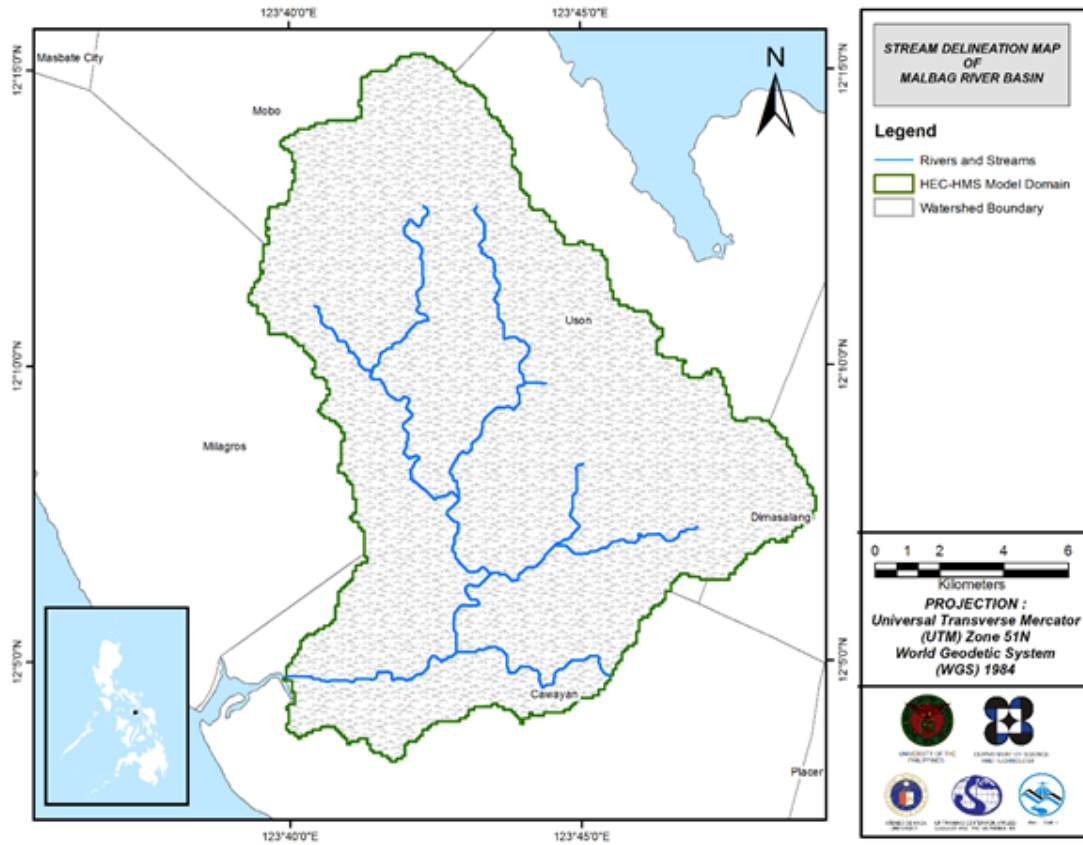 123°40'0"E
123°45'0"E
Masbate City
12°15'0"N
12°15'0"N
N
Mobo
Uson
12°10'0"N
12°10'0"N
Milagros
Dimasalang
12°5'0"N
12°5'0"N
Cawayan
Placer
123°40'0"E
123°45'0"E
STREAM DELINEATION MAP
OF
MALBAG RIVER BASIN
Legend
Rivers and Streams
HEC-HMS Model Domain
Watershed Boundary
0 1 2 4 6
Kilometers
PROJECTION :
Universal Transverse Mercator
(UTM) Zone 51N
World Geodetic System
(WGS) 1984
UNIVERSITY OF THE
PHILIPPINES
DEPARTMENT OF SCIENCE
AND TECHNOLOGY
UNIVERSITY